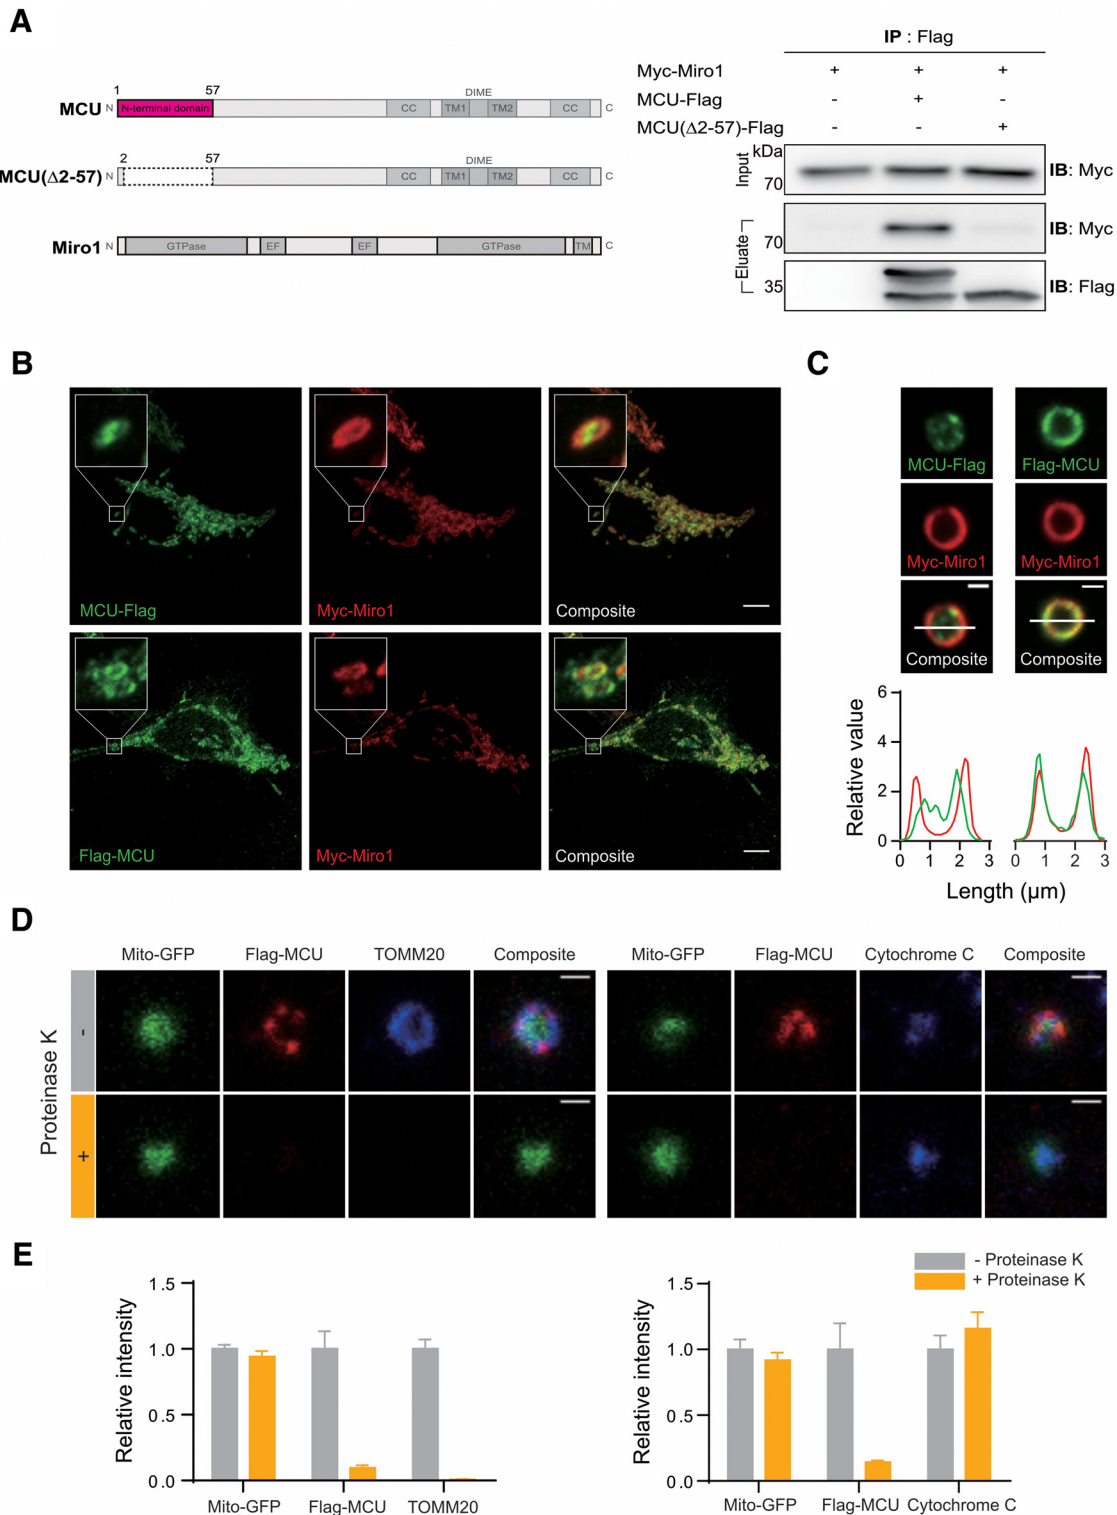 A
1 57
DIME
MCU N N-terminal domain CC TM1 TM2 CC C
2 57
DIME
MCU(Δ2-57) N CC TM1 TM2 CC C
Miro1 N GTPase EF EF GTPase TM C
IP : Flag
Myc-Miro1 + + +
MCU-Flag - + -
MCU(Δ2-57)-Flag - - +
kDa
Input 70 IB: Myc
Eluate 70 IB: Myc
35 IB: Flag
B
MCU-Flag Myc-Miro1 Composite
Flag-MCU Myc-Miro1 Composite
C
MCU-Flag Flag-MCU
Myc-Miro1 Myc-Miro1
Composite Composite
Relative value
6
4
2
0
0 1 2 3 0 1 2 3
Length (μm)
D
Mito-GFP Flag-MCU TOMM20 Composite Mito-GFP Flag-MCU Cytochrome C Composite
Proteinase K
-
+
E
- Proteinase K
+ Proteinase K
Relative intensity
1.5
1.0
0.5
0.0
Mito-GFP Flag-MCU TOMM20
Relative intensity
1.5
1.0
0.5
0.0
Mito-GFP Flag-MCU Cytochrome C